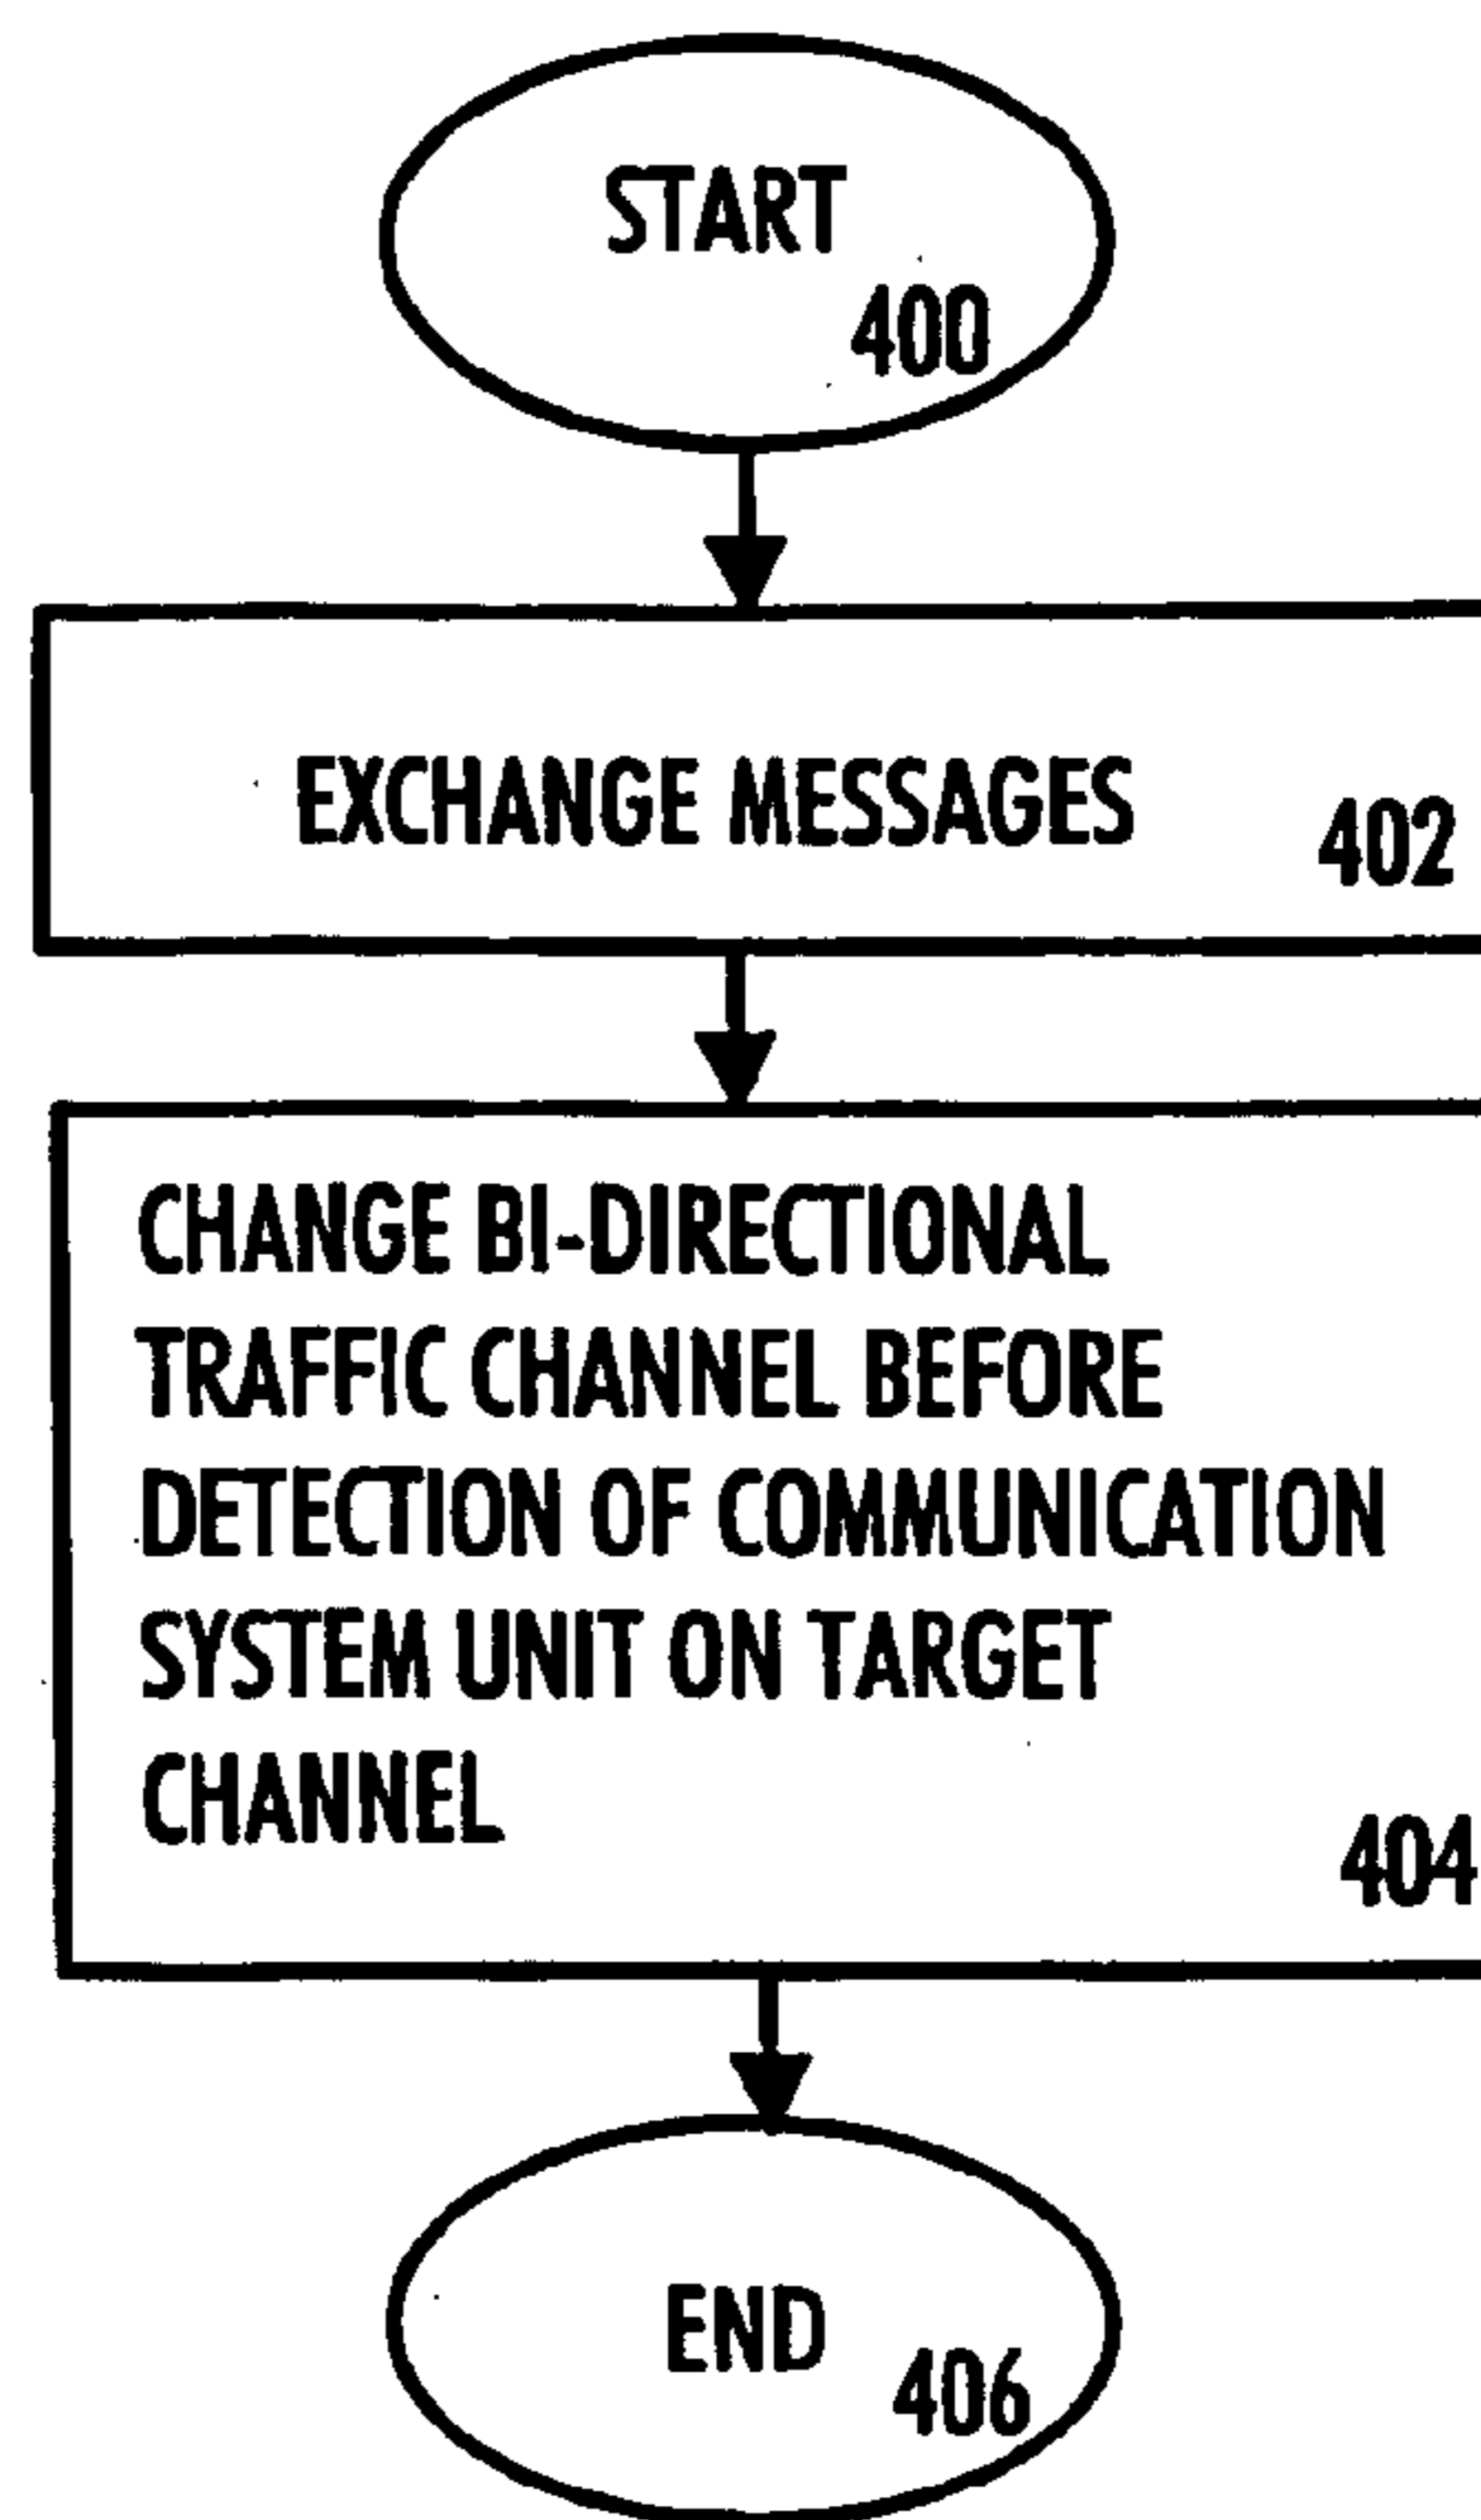 START
400
EXCHANGE MESSAGES
402
CHANGE BI-DIRECTIONAL
TRAFFIC CHANNEL BEFORE
DETECTION OF COMMUNICATION
SYSTEM UNIT ON TARGET
CHANNEL
404
END
406